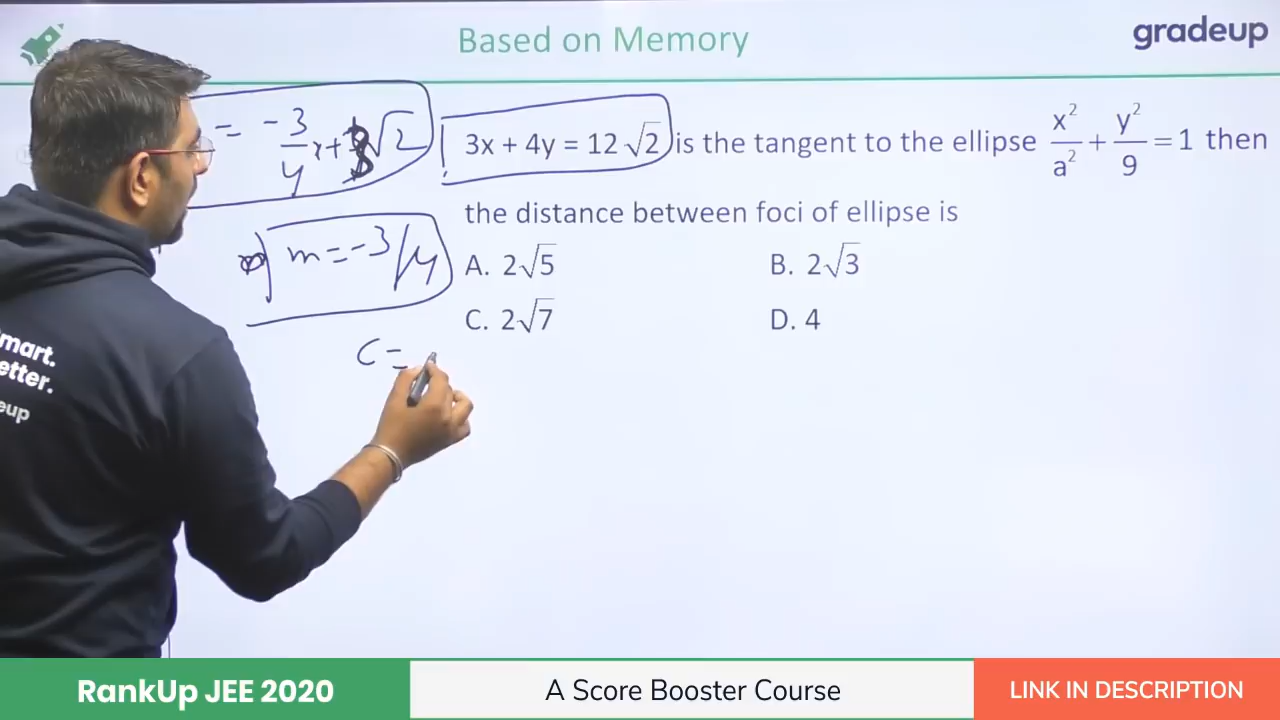 Based on Memory
gradeup
= -3/4 x + 3√2
3x + 4y = 12 √2 is the tangent to the ellipse x²/a² + y²/9 = 1 then
the distance between foci of ellipse is
m = -3/4
A. 2√5
B. 2√3
C. 2√7
D. 4
c =
mart.
etter.
eup
RankUp JEE 2020
A Score Booster Course
LINK IN DESCRIPTION